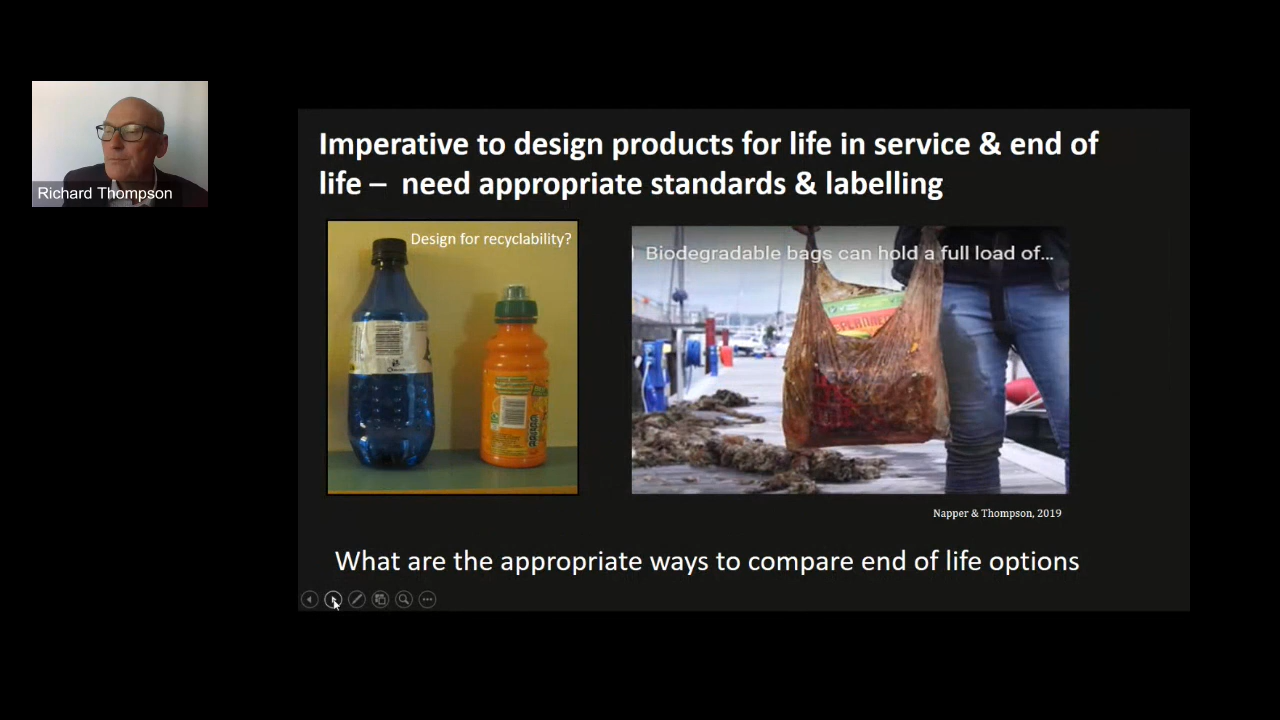 Richard Thompson
Imperative to design products for life in service & end of
life – need appropriate standards & labelling
Design for recyclability?
Biodegradable bags can hold a full load of...
Napper & Thompson, 2019
What are the appropriate ways to compare end of life options